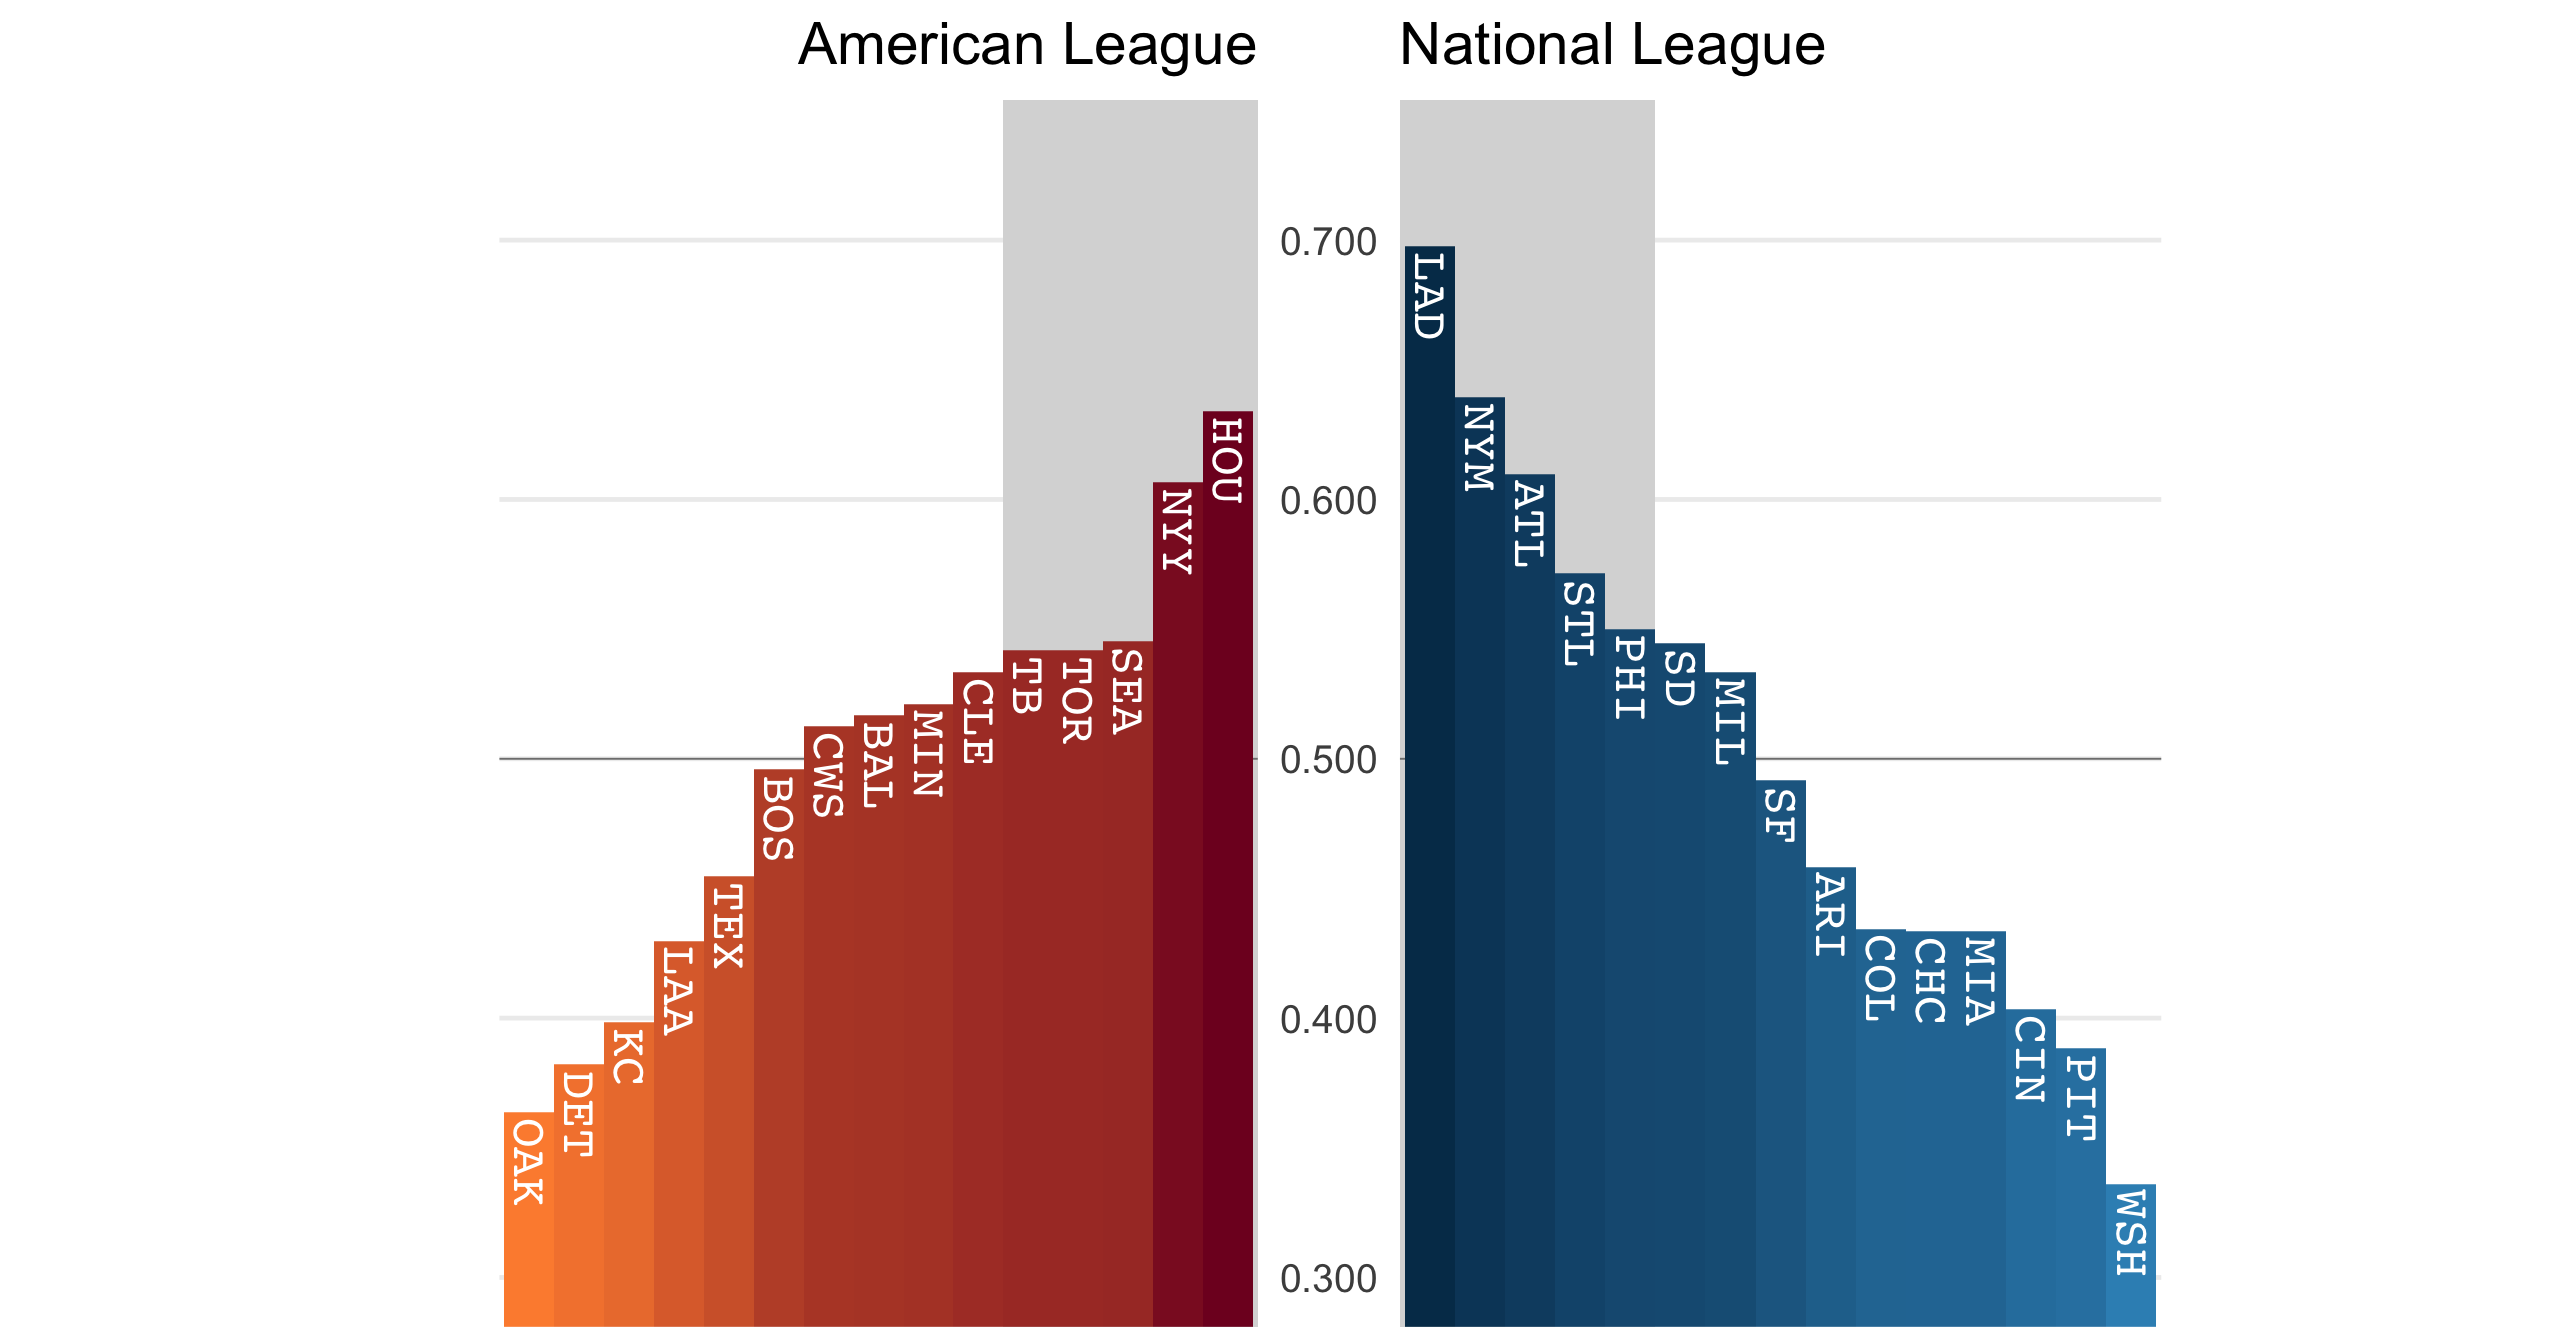 American League
National League
0.700
0.600
0.500
0.400
0.300
OAK
DET
KC
LAA
TEX
BOS
CWS
BAL
MIN
CLE
TB
TOR
SEA
NYY
HOU
LAD
NYM
ATL
STL
PHI
SD
MIL
SF
ARI
COL
CHC
MIA
CIN
PIT
WSH